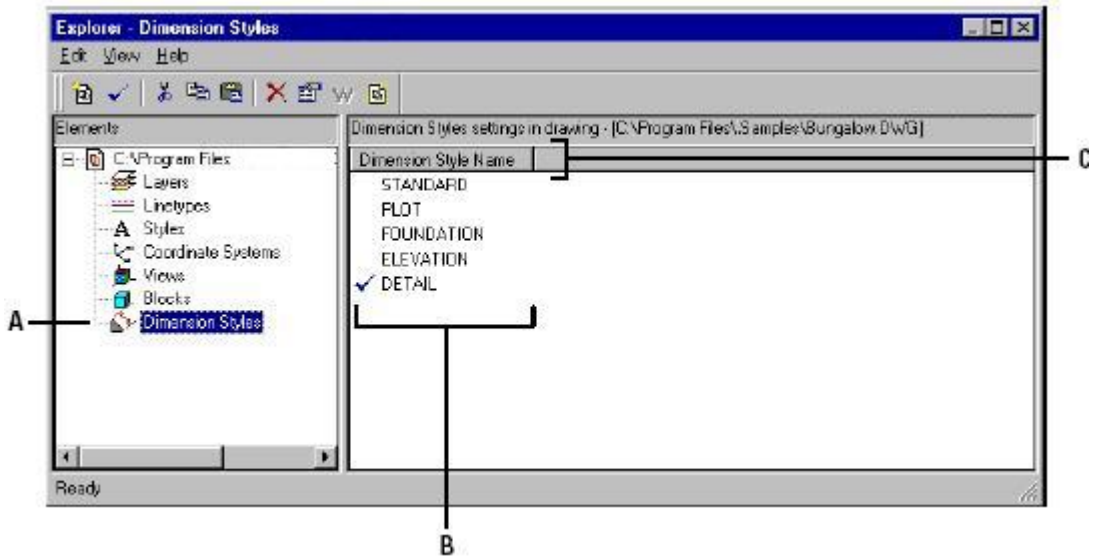 Explorer - Dimension Styles
Edit View Help
Elements
Dimension Styles settings in drawing - [C:\Program Files\.Samples\Bungalow.DWG]
C:\Program Files
Dimension Style Name
C
Layers
STANDARD
Linetypes
PLOT
Styles
FOUNDATION
Coordinate Systems
ELEVATION
Views
DETAIL
Blocks
A
Dimension Styles
Ready
B